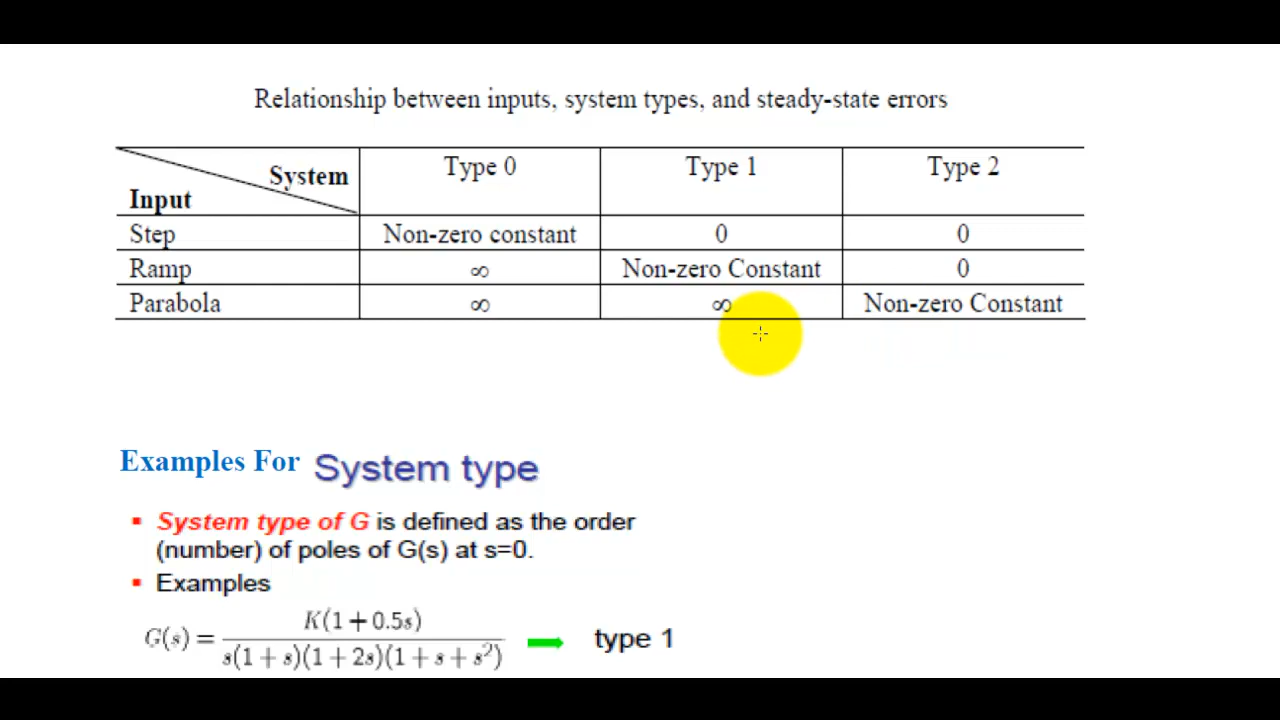 Relationship between inputs, system types, and steady-state errors
System Type 0 Type 1 Type 2
Input
Step Non-zero constant 0 0
Ramp ∞ Non-zero Constant 0
Parabola ∞ ∞ Non-zero Constant
Examples For System type
▪ System type of G is defined as the order
(number) of poles of G(s) at s=0.
▪ Examples
G(s) = K(1 + 0.5s) / s(1 + s)(1 + 2s)(1 + s + s²) type 1